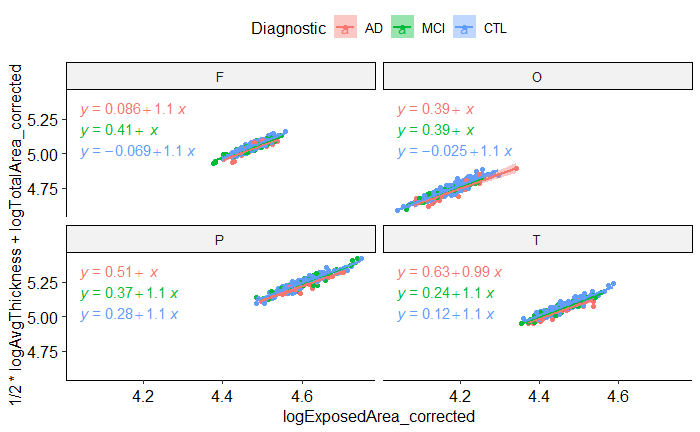 Diagnostic a AD a MCI a CTL
F
O
y = 0.086 + 1.1 x
y = 0.41 + x
y = −0.069 + 1.1 x
y = 0.39 + x
y = 0.39 + x
y = −0.025 + 1.1 x
5.25
5.00
4.75
P
T
y = 0.51 + x
y = 0.37 + 1.1 x
y = 0.28 + 1.1 x
y = 0.63 + 0.99 x
y = 0.24 + 1.1 x
y = 0.12 + 1.1 x
5.25
5.00
4.75
4.2 4.4 4.6 4.2 4.4 4.6
logExposedArea_corrected
1/2 * logAvgThickness + logTotalArea_corrected